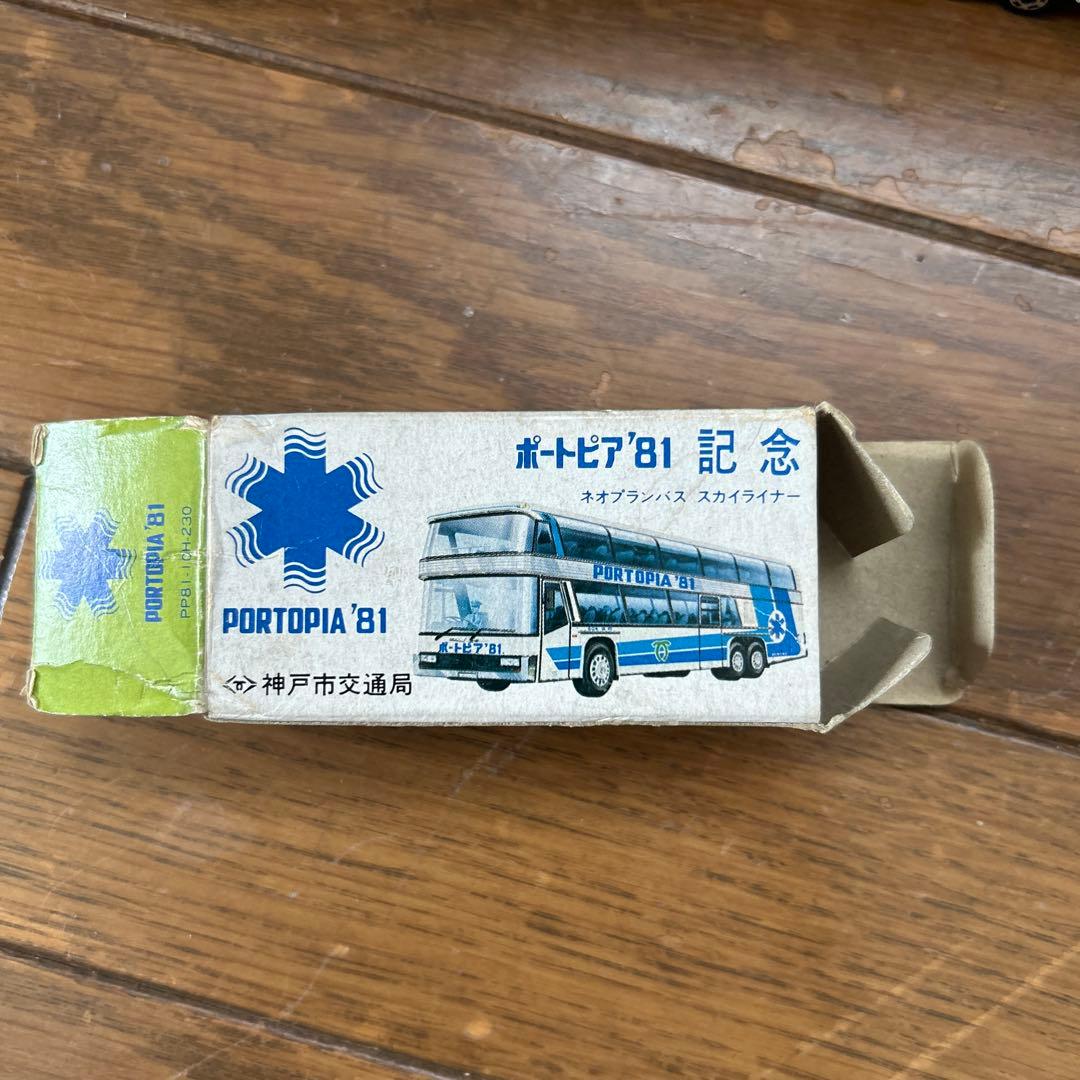 PORTOPIA '81
PP81-1 CH-230
ポートピア'81 記念
ネオプランバス スカイライナー
PORTOPIA '81
ポートピア'81
PORTOPIA '81
神戸市交通局